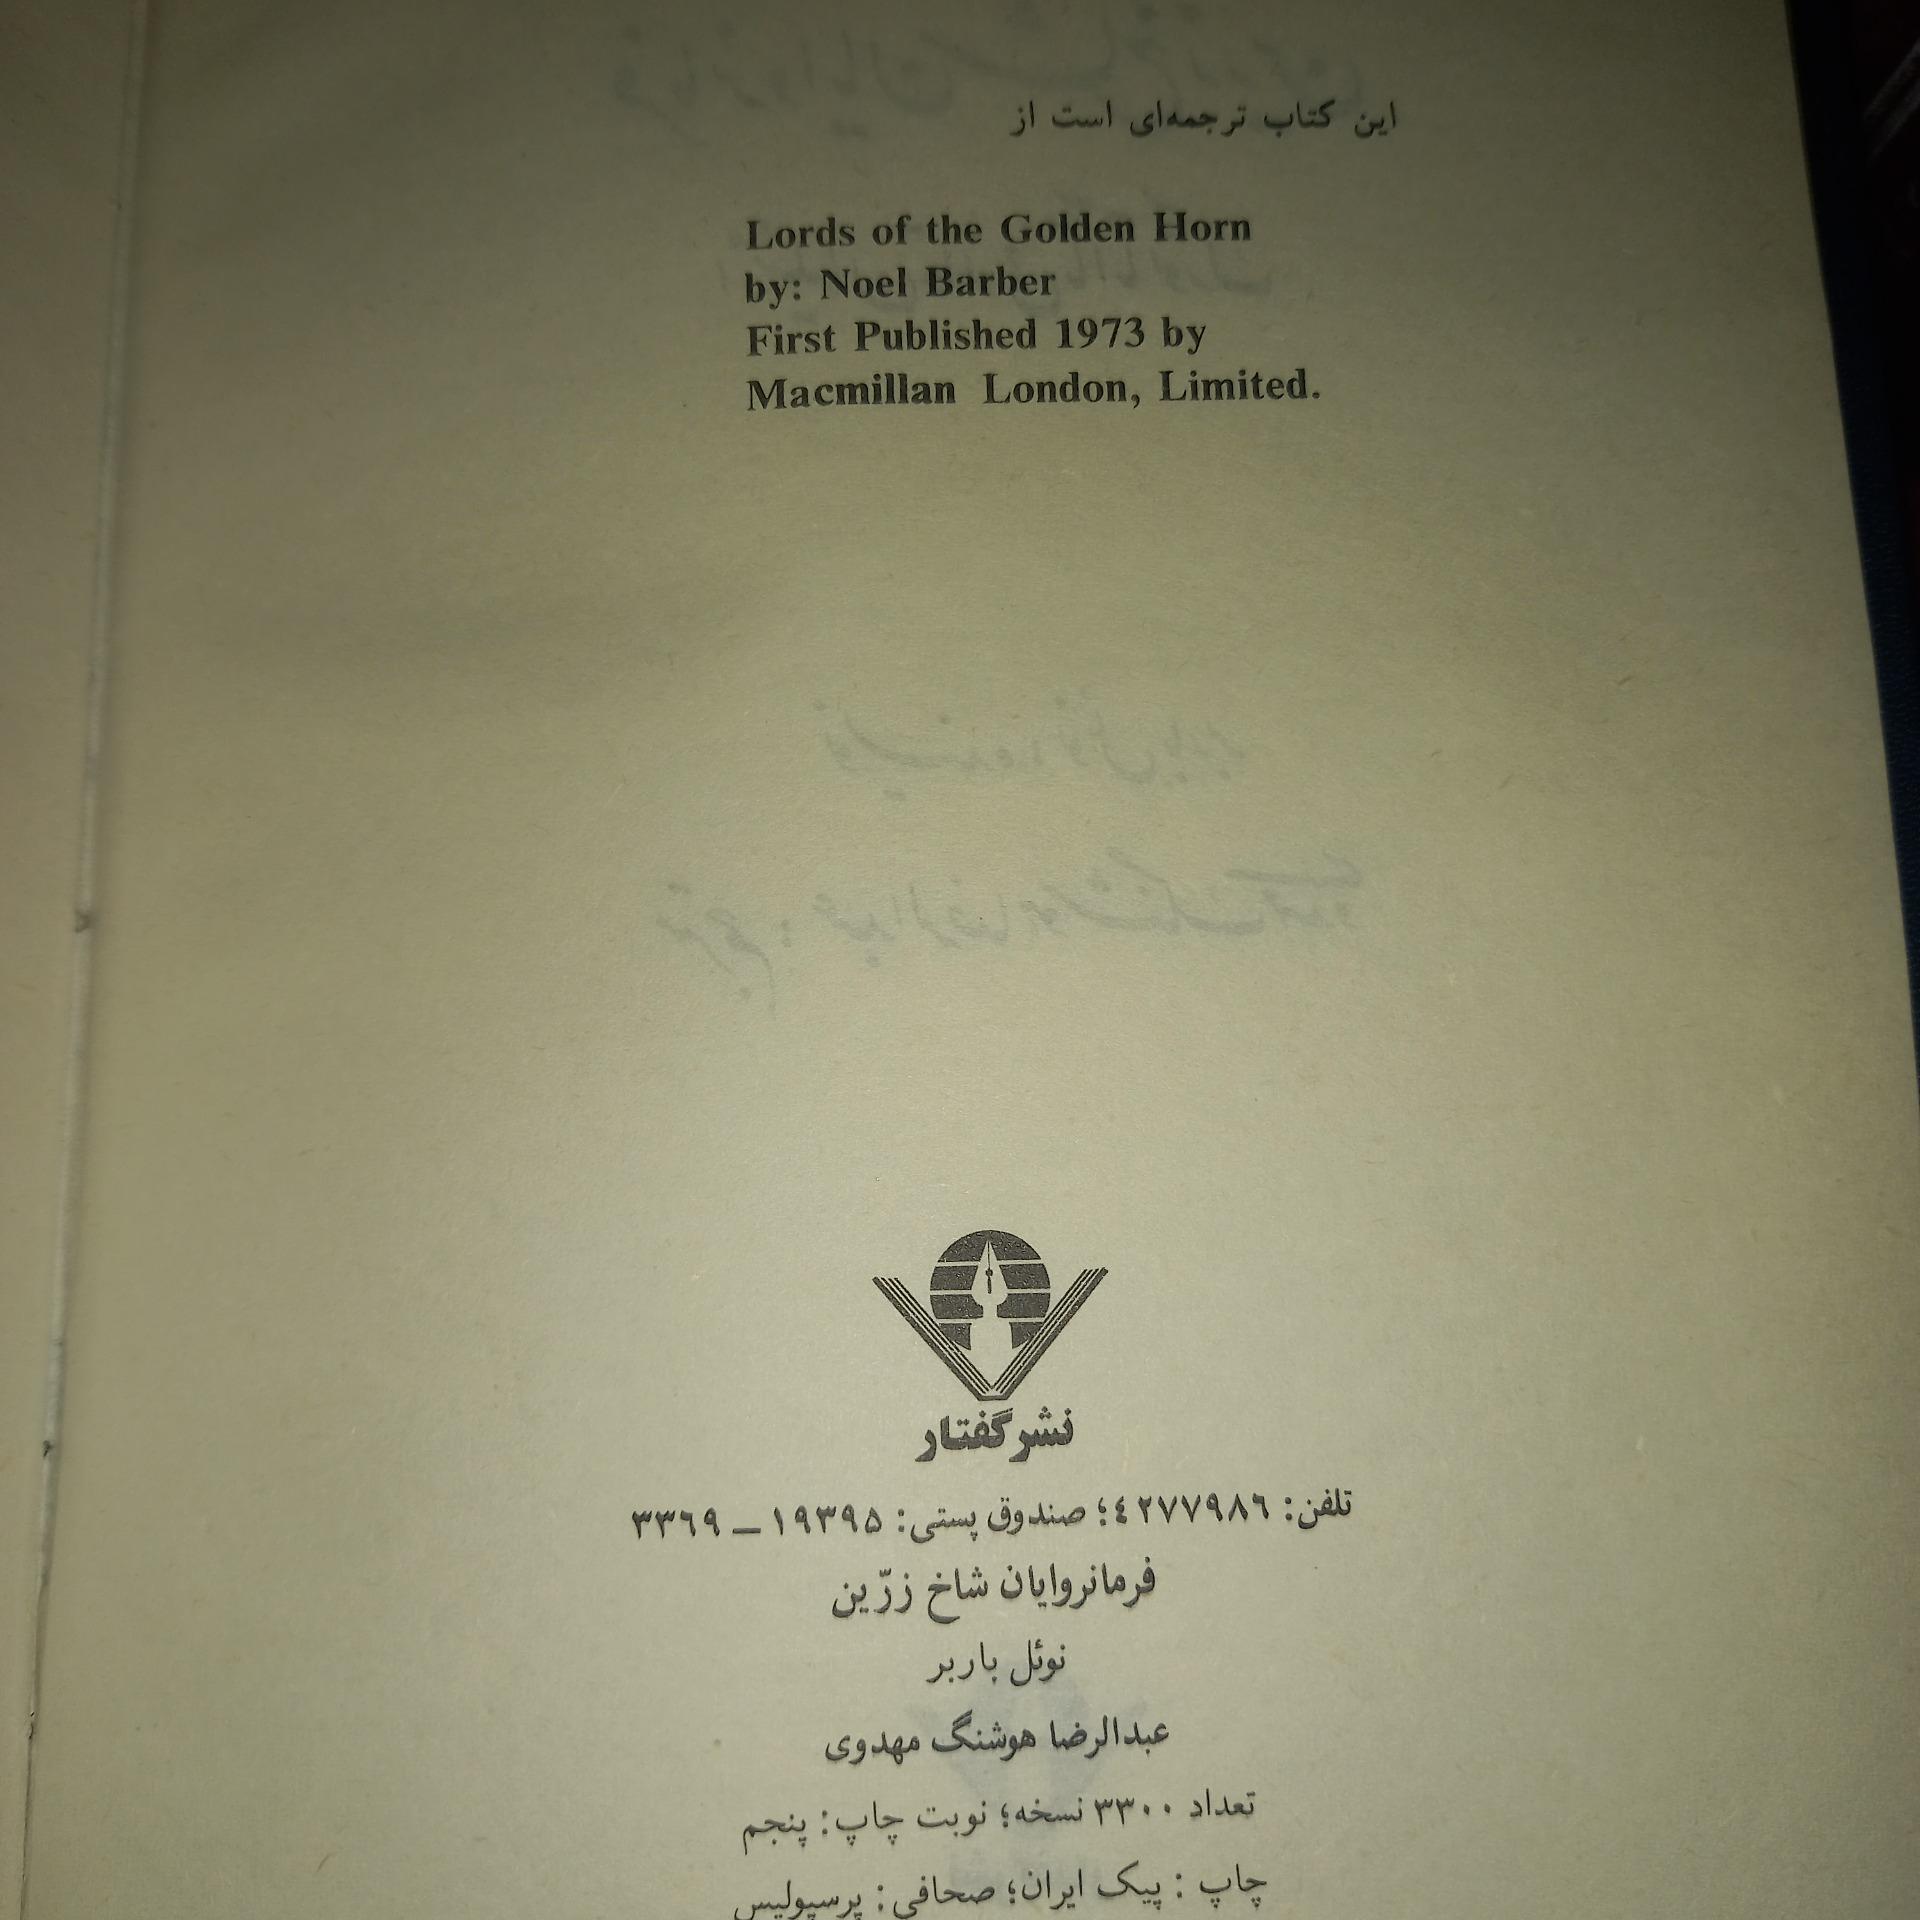 این کتاب ترجمه‌ای است از
Lords of the Golden Horn
by: Noel Barber
First Published 1973 by
Macmillan London, Limited.
نشر گفتار
تلفن: ٤٢٧٧٩٨٦؛ صندوق پستی: ۱۹۳۹۵ – ۳۳٦۹
فرمانروایان شاخ زرّین
نوئل باربر
عبدالرضا هوشنگ مهدوی
تعداد ۳۳۰۰ نسخه؛ نوبت چاپ: پنجم
چاپ : پیک ایران؛ صحافی: پرسپولیس